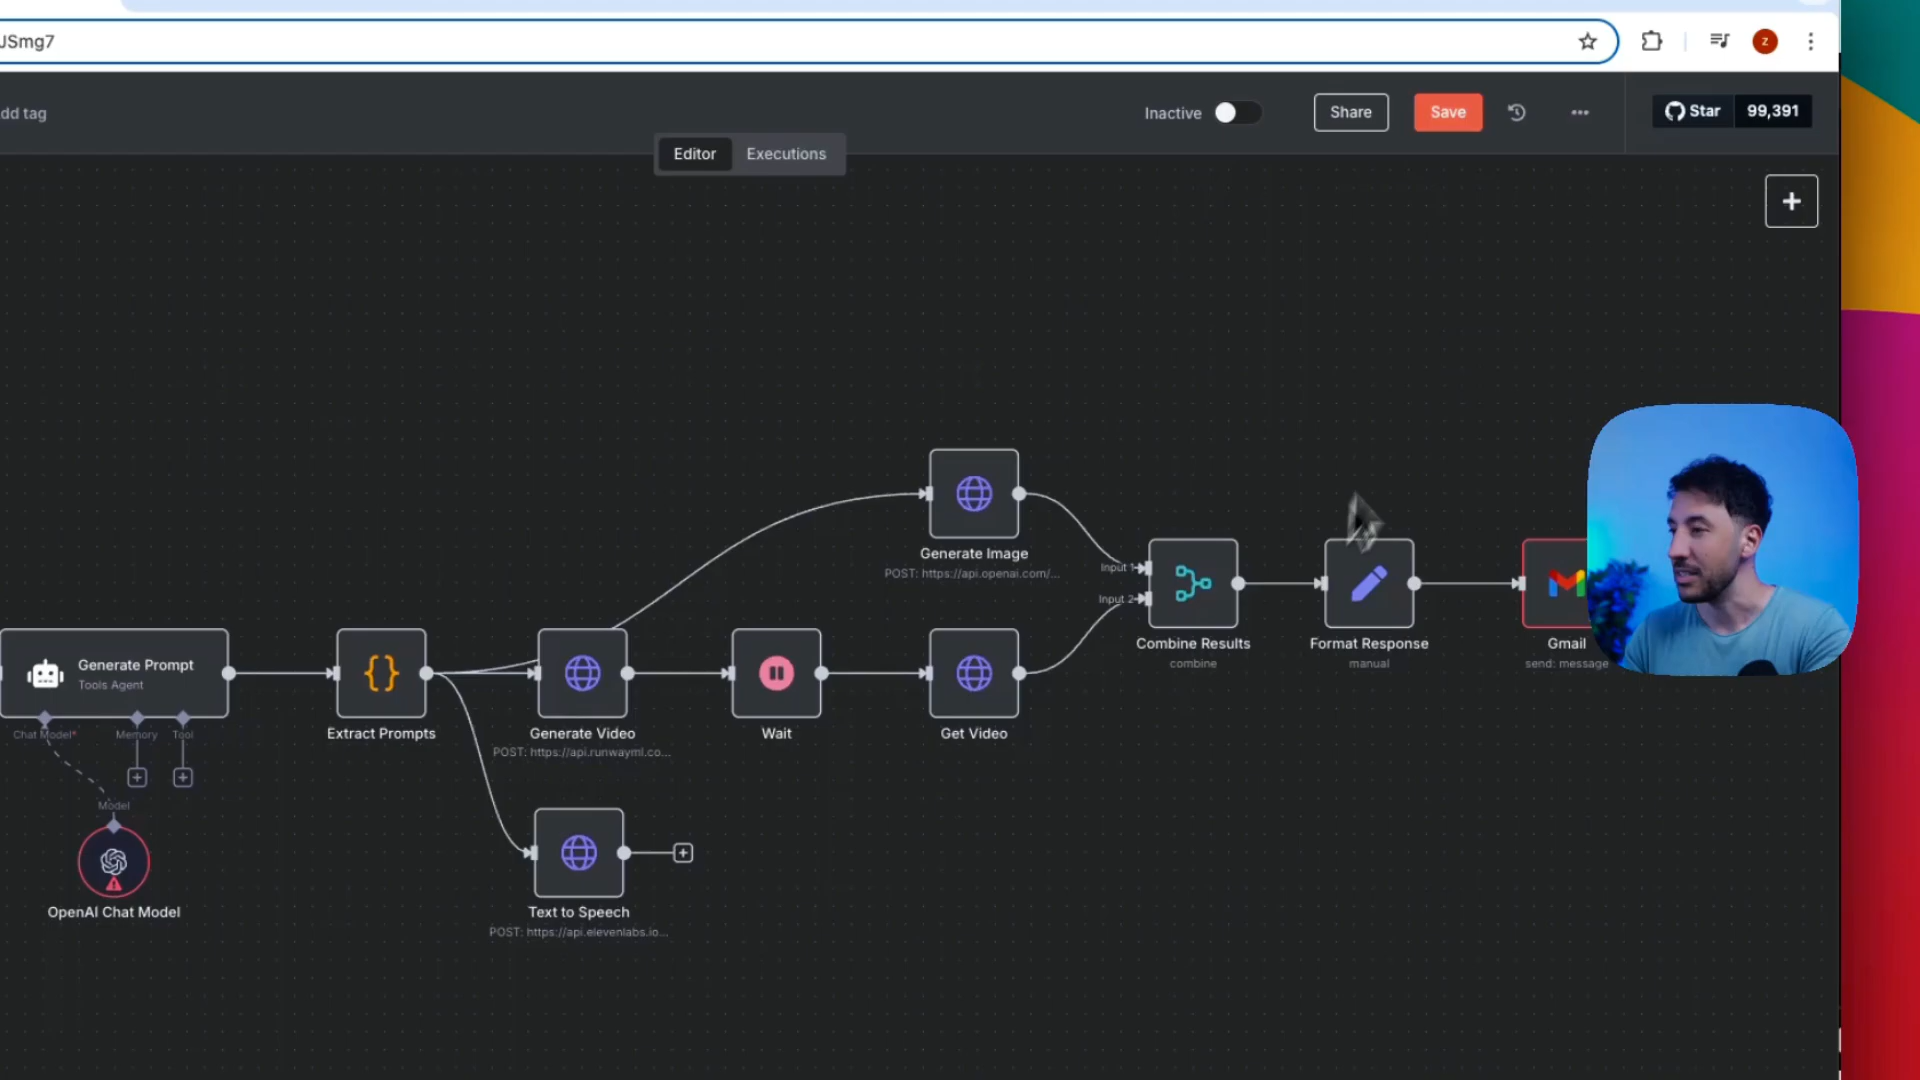 JSmg7
z
dd tag
Inactive
Share
Save
Star
99,391
Editor
Executions
Generate Image
POST: https://api.openai.com/...
Input 1
Input 2
Combine Results
combine
Format Response
manual
Gmail
send: message
Generate Prompt
Tools Agent
Chat Model*
Memory
Tool
Extract Prompts
Generate Video
POST: https://api.runwayml.co...
Wait
Get Video
Model
OpenAI Chat Model
Text to Speech
POST: https://api.elevenlabs.io...